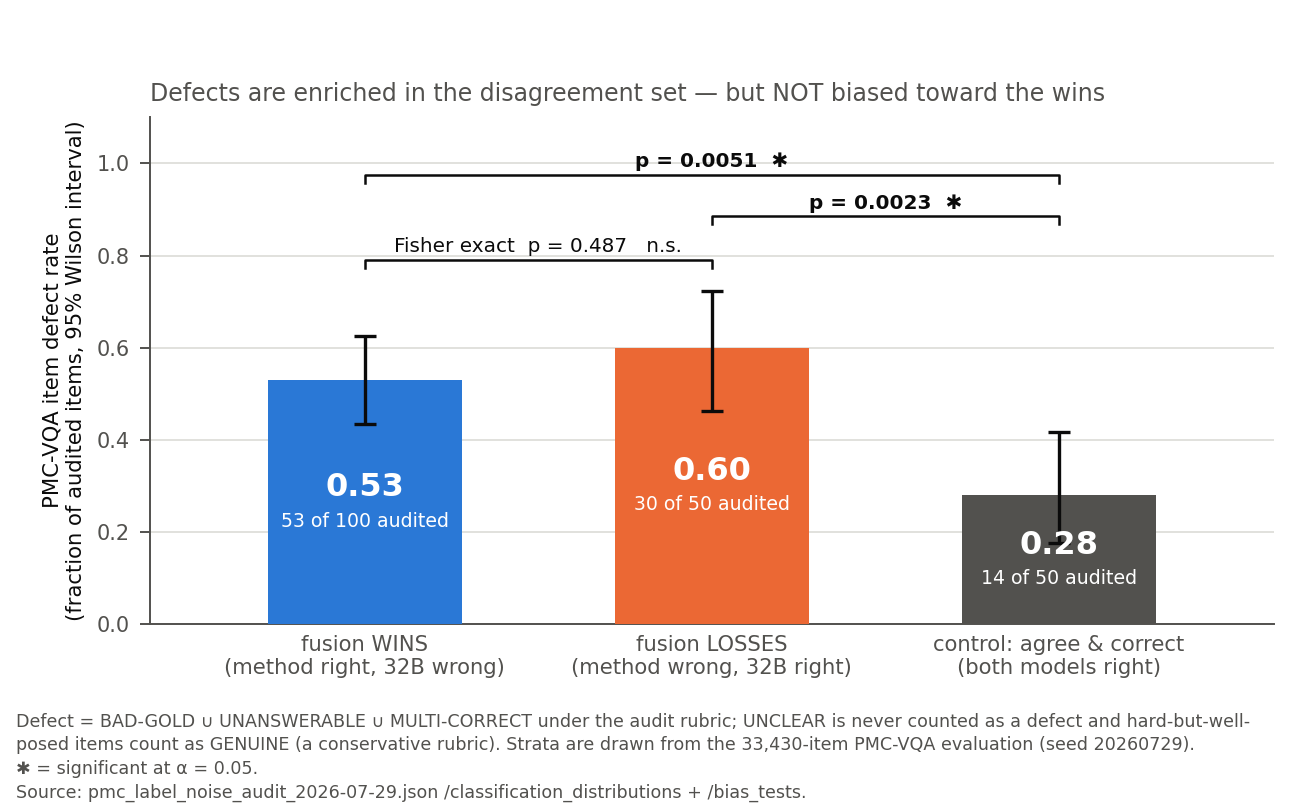 Defects are enriched in the disagreement set — but NOT biased toward the wins
PMC-VQA item defect rate
(fraction of audited items, 95% Wilson interval)
1.0
0.8
0.6
0.4
0.2
0.0
p = 0.0051 ✱
p = 0.0023 ✱
Fisher exact p = 0.487 n.s.
0.53
53 of 100 audited
0.60
30 of 50 audited
0.28
14 of 50 audited
fusion WINS
(method right, 32B wrong)
fusion LOSSES
(method wrong, 32B right)
control: agree & correct
(both models right)
Defect = BAD-GOLD ∪ UNANSWERABLE ∪ MULTI-CORRECT under the audit rubric; UNCLEAR is never counted as a defect and hard-but-well-
posed items count as GENUINE (a conservative rubric). Strata are drawn from the 33,430-item PMC-VQA evaluation (seed 20260729).
✱ = significant at α = 0.05.
Source: pmc_label_noise_audit_2026-07-29.json /classification_distributions + /bias_tests.